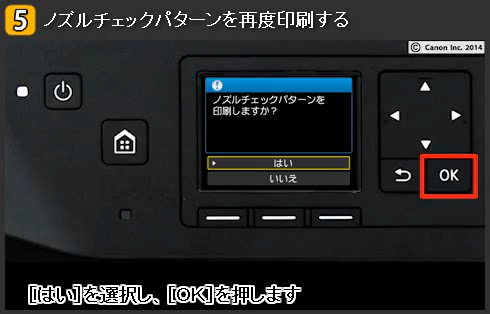 5 ノズルチェックパターンを再度印刷する
© Canon Inc. 2014
ノズルチェックパターンを
印刷しますか？
はい
いいえ
OK
[はい]を選択し、[OK]を押します